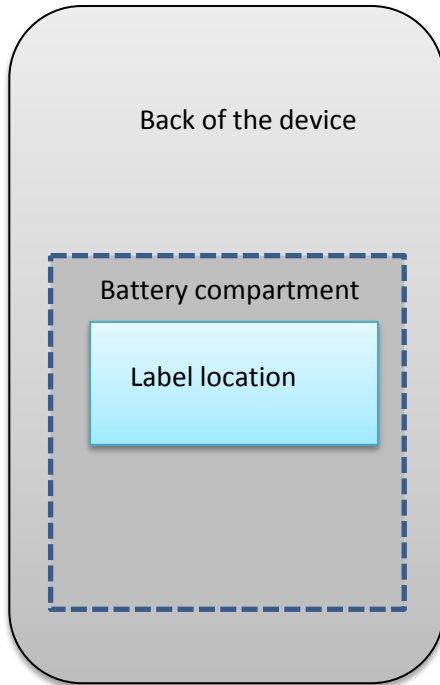 Back of the device
Battery compartment
Label location